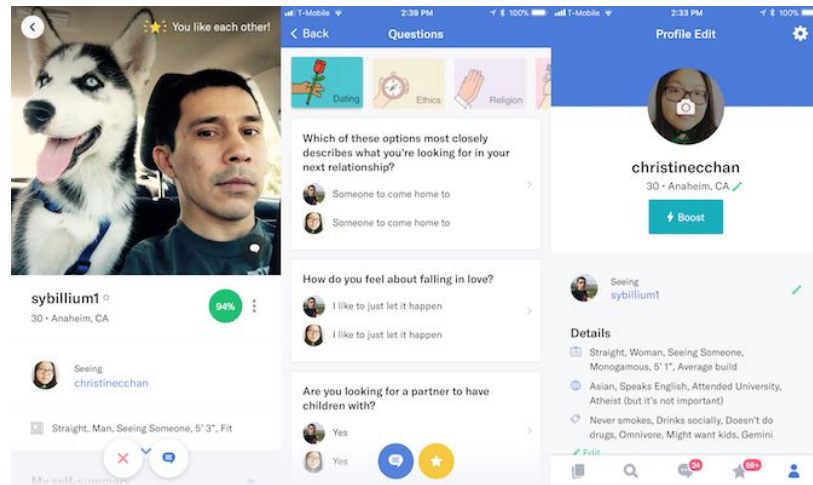 You like each other!
sybillium1
30 • Anaheim, CA
94%
Seeing
christinecchan
Straight, Man, Seeing Someone, 5' 3", Fit
My self-summary
T-Mobile 2:39 PM 100%
Back Questions
Dating Ethics Religion
Which of these options most closely
describes what you're looking for in your
next relationship?
Someone to come home to
Someone to come home to
How do you feel about falling in love?
I like to just let it happen
I like to just let it happen
Are you looking for a partner to have
children with?
Yes
Yes
T-Mobile 2:33 PM 100%
Profile Edit
christinecchan
30 • Anaheim, CA
Boost
Seeing
sybillium1
Details
Straight, Woman, Seeing Someone,
Monogamous, 5' 1", Average build
Asian, Speaks English, Attended University,
Atheist (but it's not important)
Never smokes, Drinks socially, Doesn't do
drugs, Omnivore, Might want kids, Gemini
Edit
24 99+